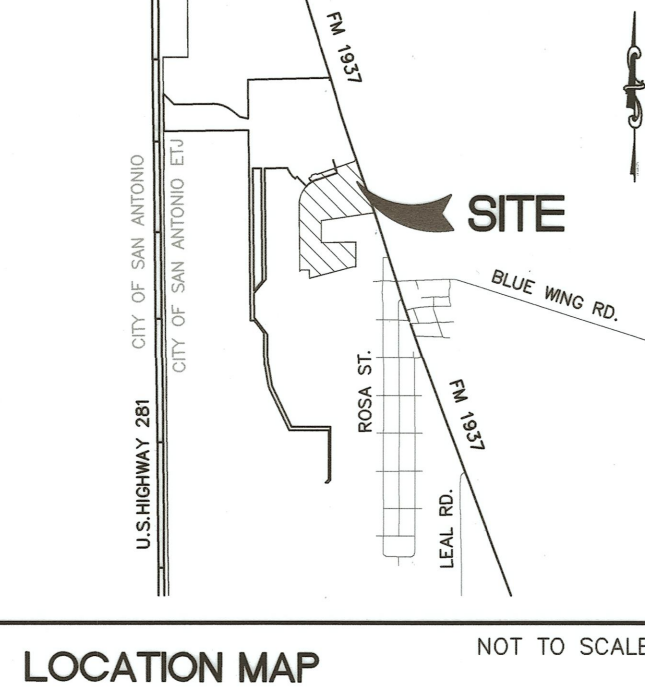 FM 1937
CITY OF SAN ANTONIO
CITY OF SAN ANTONIO ETJ
SITE
BLUE WING RD.
ROSA ST.
FM 1937
U.S.HIGHWAY 281
LEAL RD.
NOT TO SCALE
LOCATION MAP